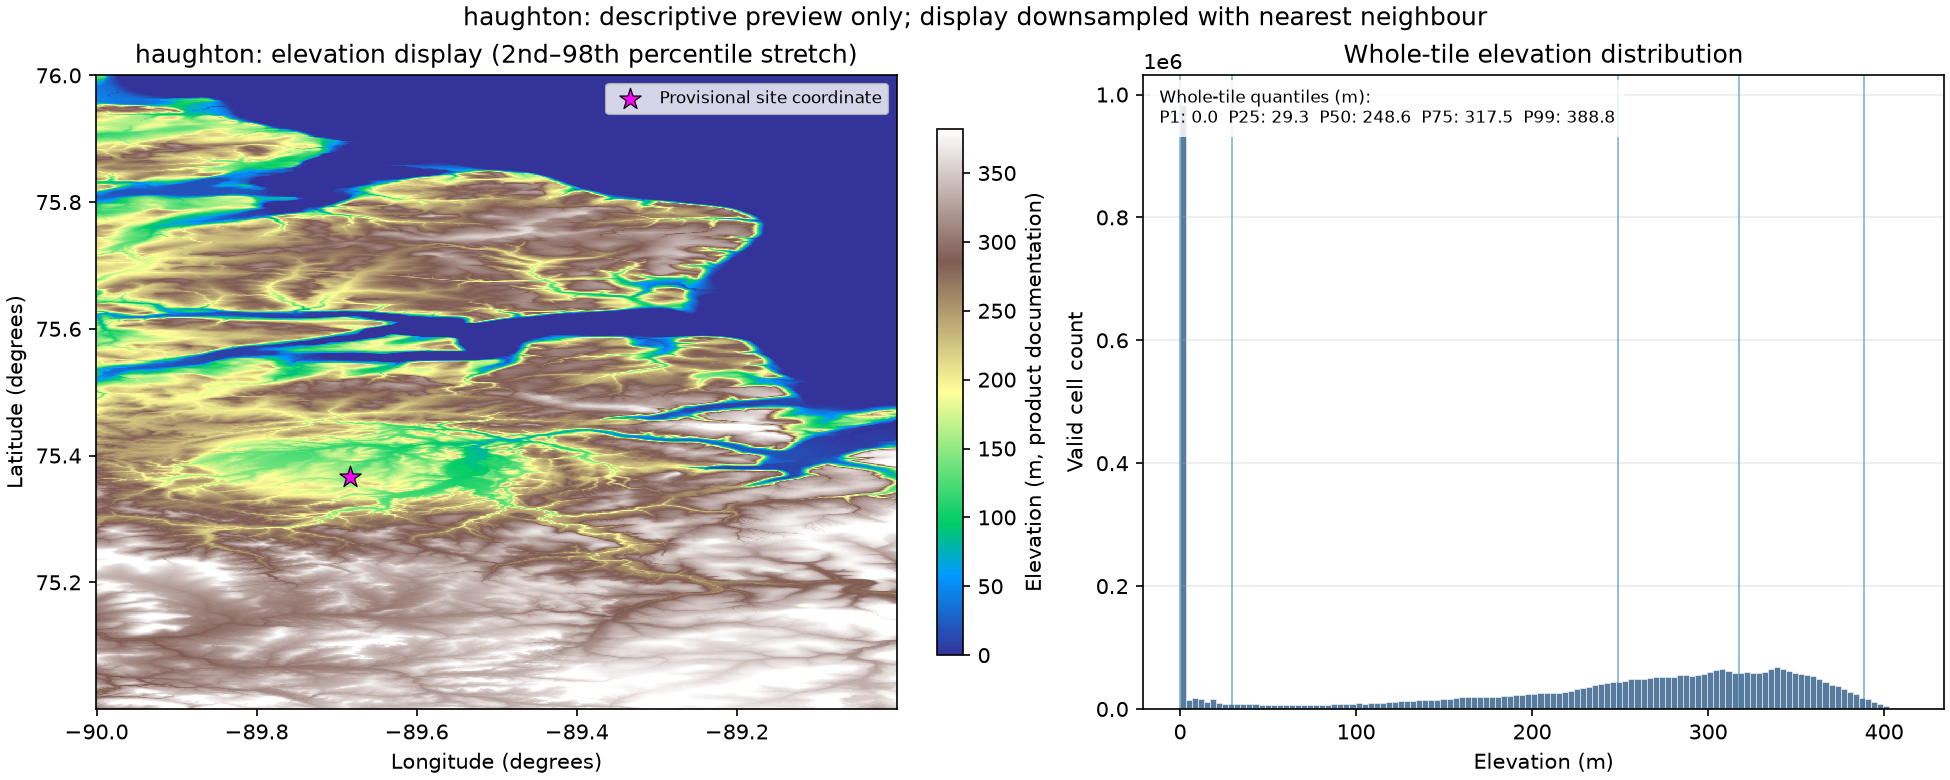 haughton: descriptive preview only; display downsampled with nearest neighbour
haughton: elevation display (2nd–98th percentile stretch)
Provisional site coordinate
76.0
75.8
75.6
75.4
75.2
Latitude (degrees)
−90.0
−89.8
−89.6
−89.4
−89.2
Longitude (degrees)
350
300
250
200
150
100
50
0
Elevation (m, product documentation)
Whole-tile elevation distribution
1e6
Whole-tile quantiles (m):
P1: 0.0 P25: 29.3 P50: 248.6 P75: 317.5 P99: 388.8
1.0
0.8
0.6
0.4
0.2
0.0
Valid cell count
0
100
200
300
400
Elevation (m)